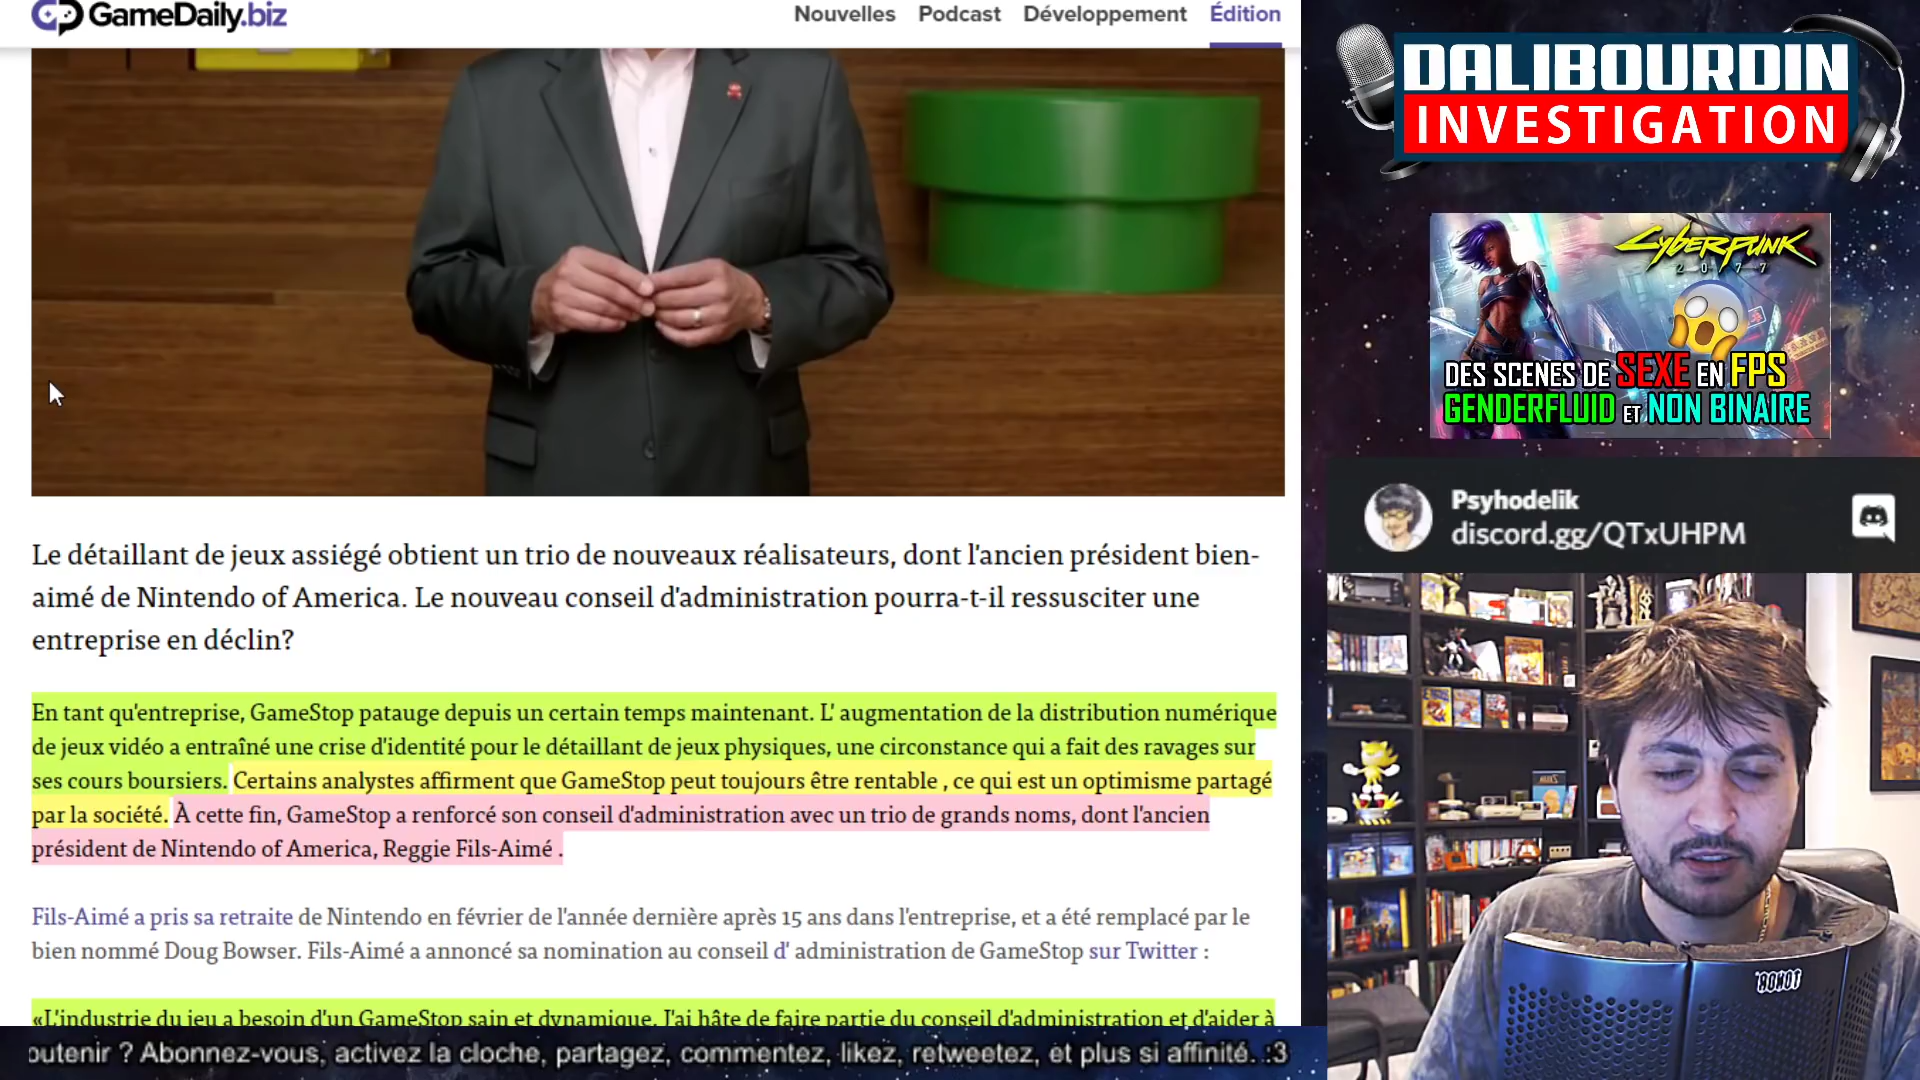 GameDaily.biz
Nouvelles Podcast Développement Édition
Le détaillant de jeux assiégé obtient un trio de nouveaux réalisateurs, dont l'ancien président bien-
aimé de Nintendo of America. Le nouveau conseil d'administration pourra-t-il ressusciter une
entreprise en déclin?
En tant qu'entreprise, GameStop patauge depuis un certain temps maintenant. L' augmentation de la distribution numérique
de jeux vidéo a entraîné une crise d'identité pour le détaillant de jeux physiques, une circonstance qui a fait des ravages sur
ses cours boursiers. Certains analystes affirment que GameStop peut toujours être rentable , ce qui est un optimisme partagé
par la société. À cette fin, GameStop a renforcé son conseil d'administration avec un trio de grands noms, dont l'ancien
président de Nintendo of America, Reggie Fils-Aimé .
Fils-Aimé a pris sa retraite de Nintendo en février de l'année dernière après 15 ans dans l'entreprise, et a été remplacé par le
bien nommé Doug Bowser. Fils-Aimé a annoncé sa nomination au conseil d' administration de GameStop sur Twitter :
«L'industrie du jeu a besoin d'un GameStop sain et dynamique. J'ai hâte de faire partie du conseil d'administration et d'aider à
outenir ? Abonnez-vous, activez la cloche, partagez, commentez, likez, retweetez, et plus si affinité. :3
DALIBOURDIN
INVESTIGATION
Cyberpunk
2077
DES SCENES DE SEXE EN FPS
GENDERFLUID ET NON BINAIRE
Psyhodelik
discord.gg/QTxUHPM